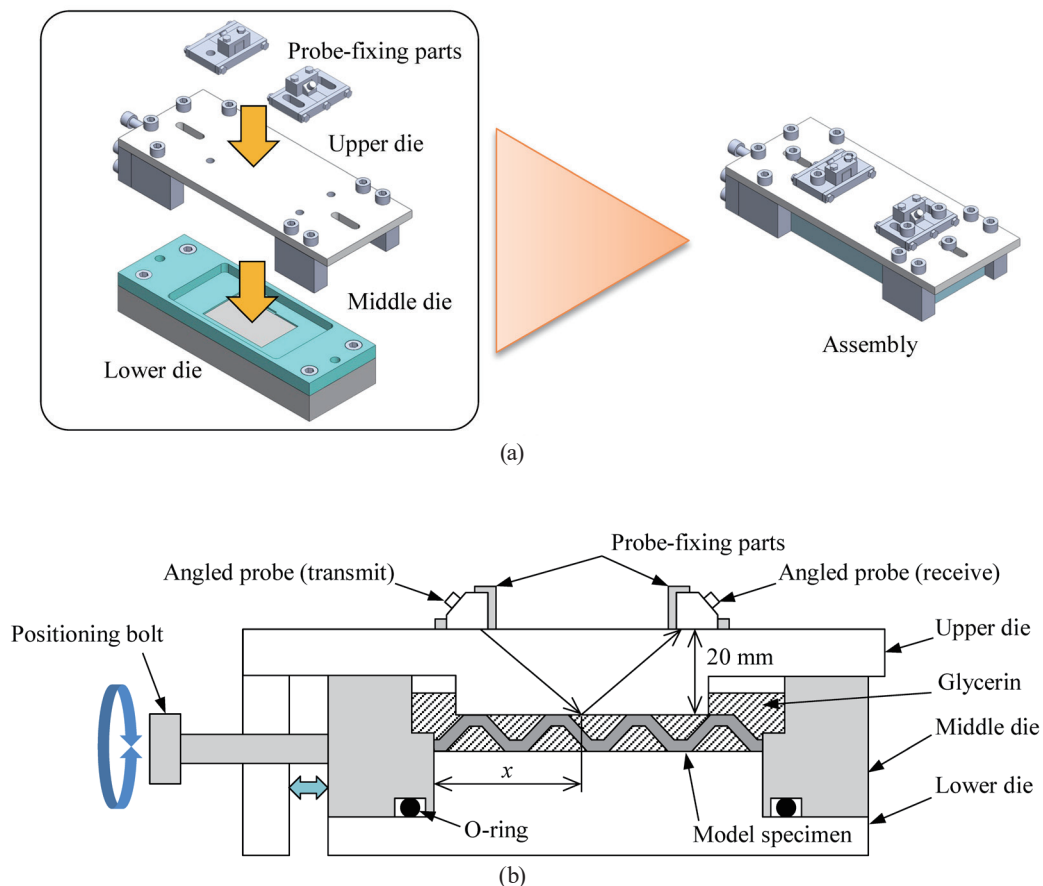 Probe-fixing parts
Upper die
Middle die
Lower die
Assembly
(a)
Probe-fixing parts
Angled probe (transmit)
Angled probe (receive)
Positioning bolt
Upper die
20 mm
Glycerin
Middle die
x
Lower die
O-ring
Model specimen
(b)